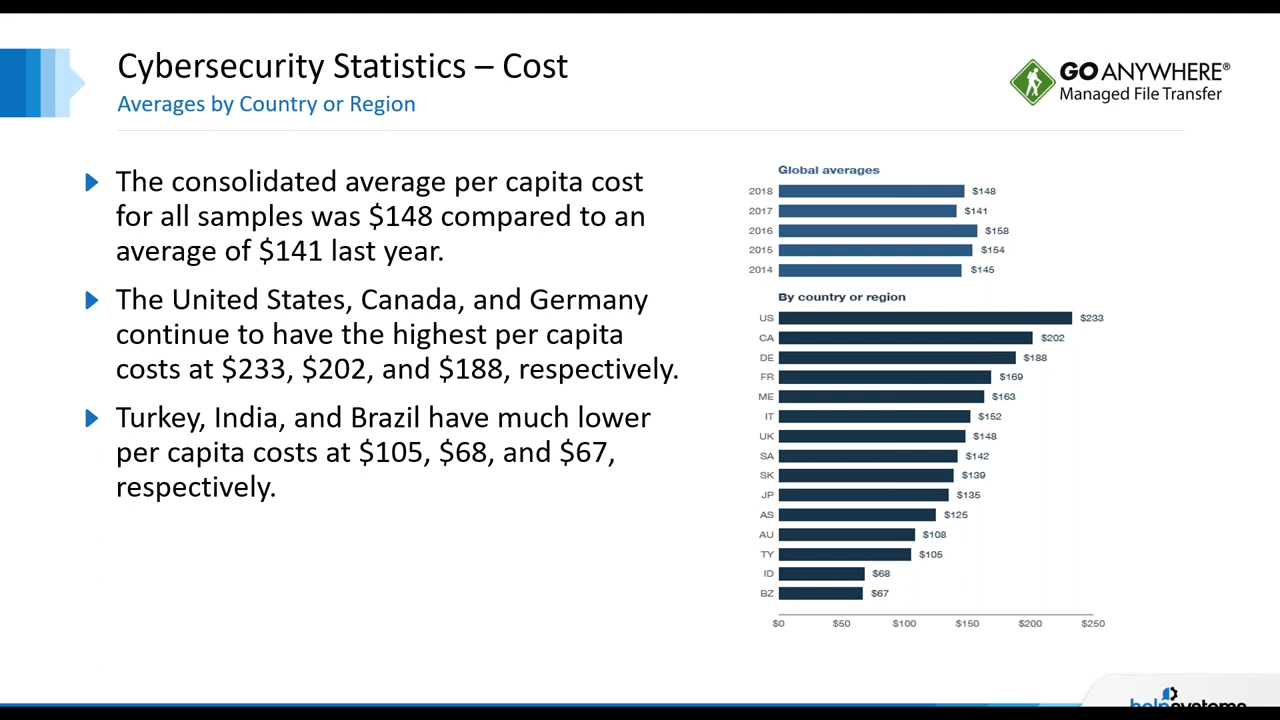 Cybersecurity Statistics – Cost
Averages by Country or Region
GOANYWHERE®
Managed File Transfer
The consolidated average per capita cost
for all samples was $148 compared to an
average of $141 last year.
The United States, Canada, and Germany
continue to have the highest per capita
costs at $233, $202, and $188, respectively.
Turkey, India, and Brazil have much lower
per capita costs at $105, $68, and $67,
respectively.
Global averages
2018 $148
2017 $141
2016 $158
2015 $154
2014 $145
By country or region
US $233
CA $202
DE $188
FR $169
ME $163
IT $152
UK $148
SA $142
SK $139
JP $135
AS $125
AU $108
TY $105
ID $68
BZ $67
$0 $50 $100 $150 $200 $250